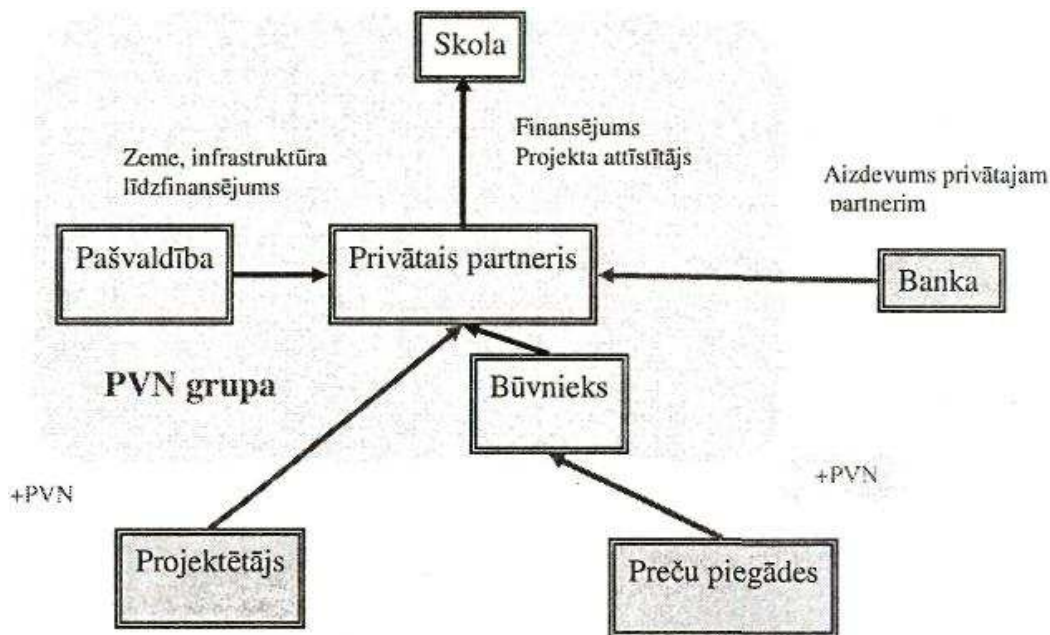 Skola
Finansējums
Projekta attīstītājs
Zeme, infrastruktūra
līdzfinansējums
Aizdevums privātajam
partnerim
Pašvaldība
Privātais partneris
Banka
PVN grupa
Būvnieks
+PVN
+PVN
Projektētājs
Preču piegādes